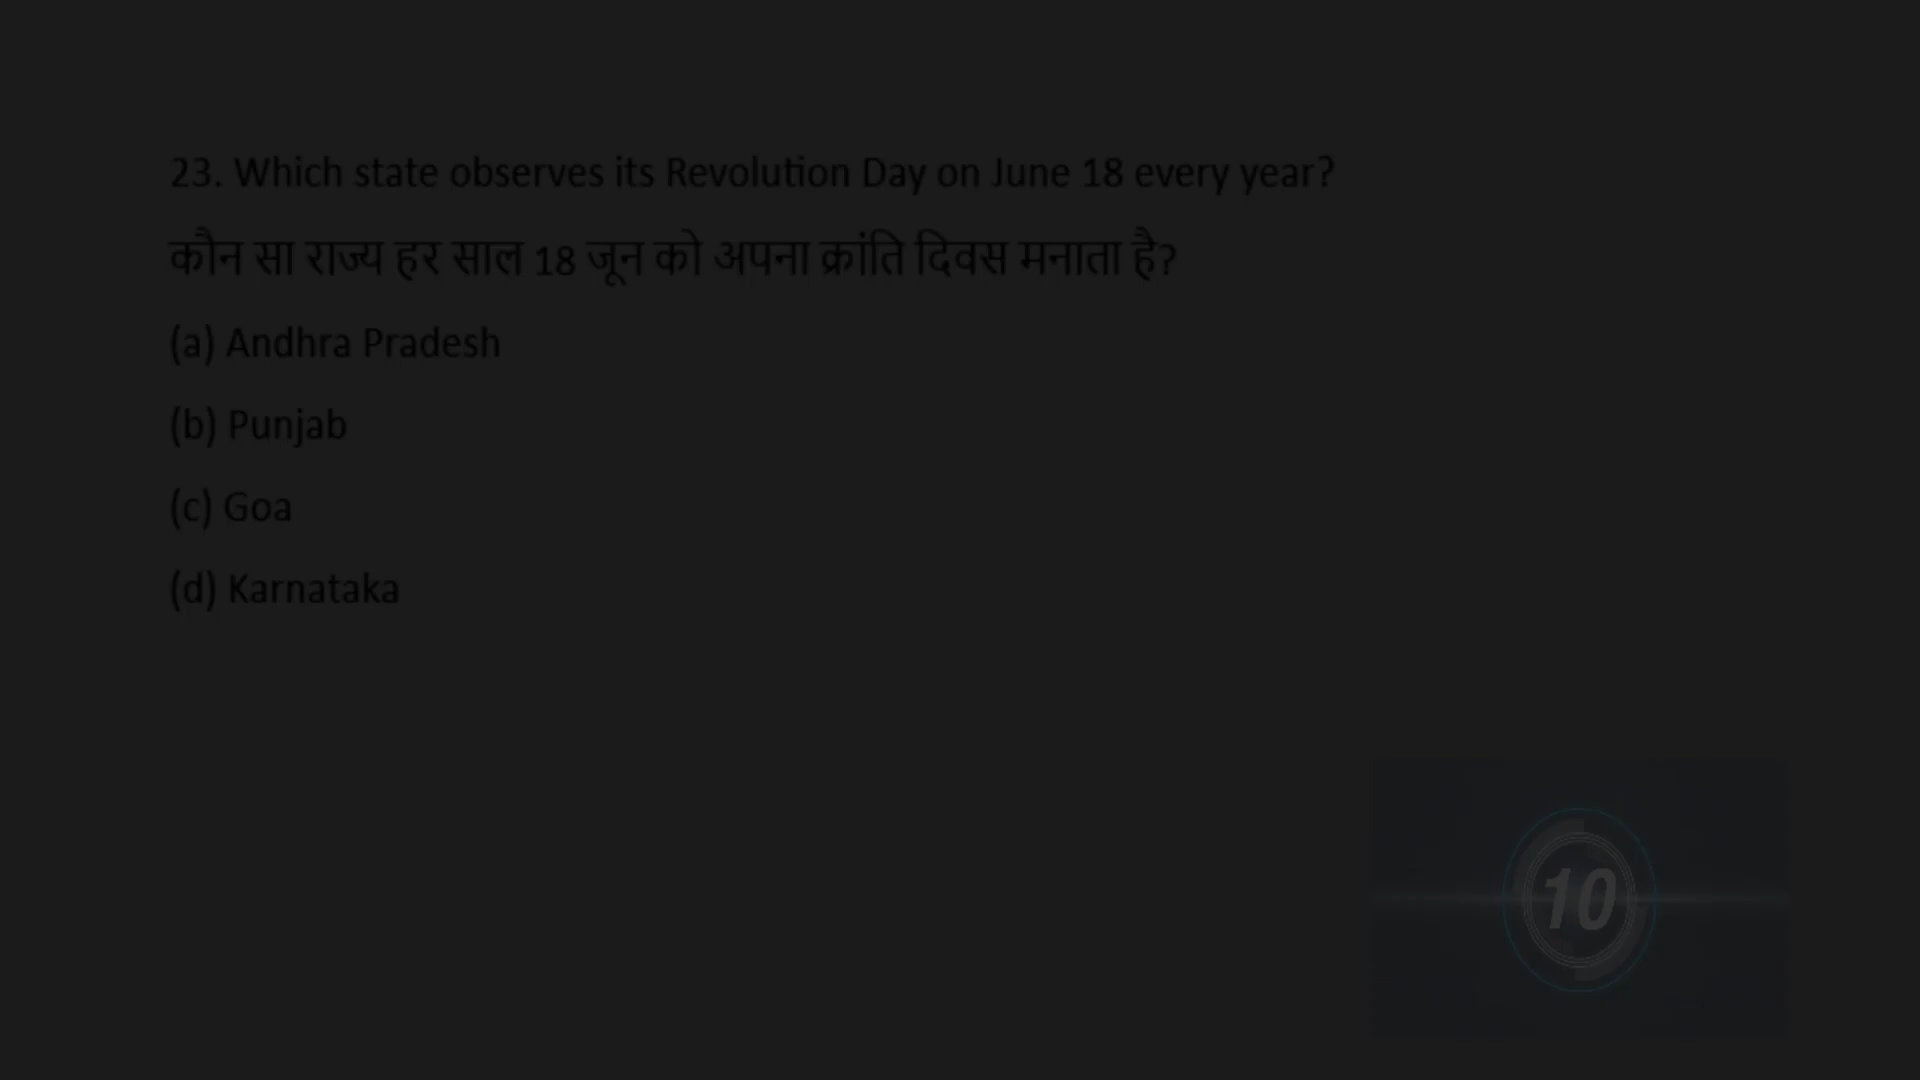 23. Which state observes its Revolution Day on June 18 every year?
कौन सा राज्य हर साल 18 जून को अपना क्रांति दिवस मनाता है?
(a) Andhra Pradesh
(b) Punjab
(c) Goa
(d) Karnataka
10